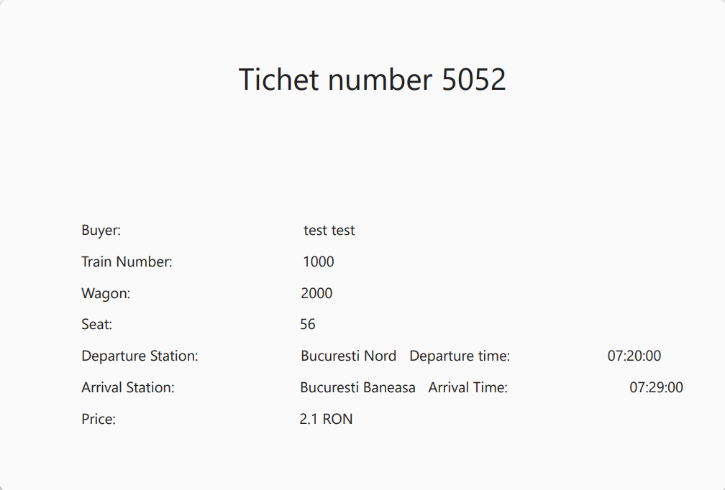 Tichet number 5052
Buyer: test test
Train Number: 1000
Wagon: 2000
Seat: 56
Departure Station: Bucuresti Nord Departure time: 07:20:00
Arrival Station: Bucuresti Baneasa Arrival Time: 07:29:00
Price: 2.1 RON